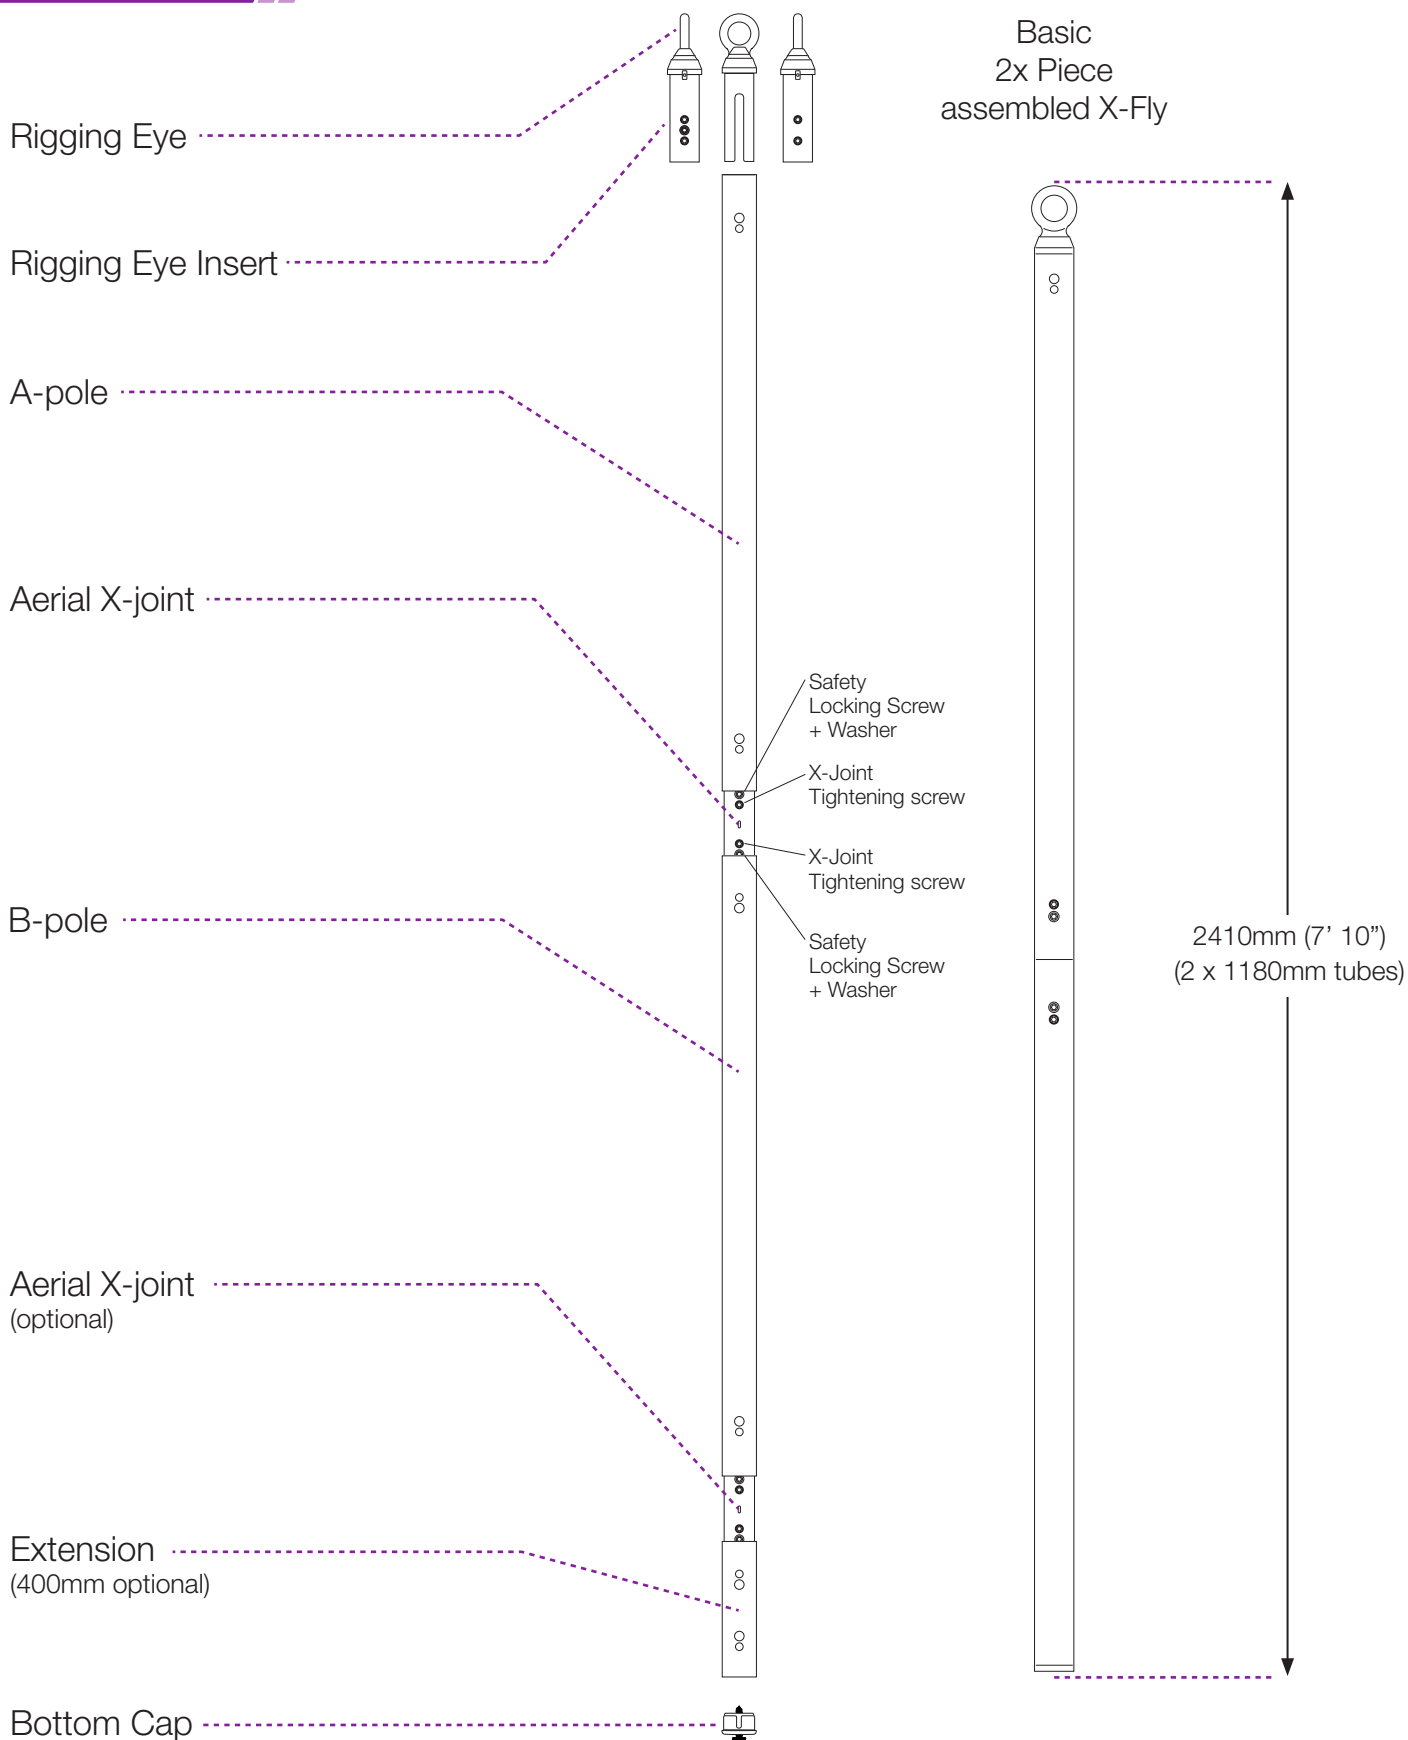 Basic
2x Piece
assembled X-Fly
Rigging Eye
Rigging Eye Insert
A-pole
Aerial X-joint
Safety
Locking Screw
+ Washer
X-Joint
Tightening screw
X-Joint
Tightening screw
B-pole
Safety
Locking Screw
+ Washer
2410mm (7’ 10”)
(2 x 1180mm tubes)
Aerial X-joint
(optional)
Extension
(400mm optional)
Bottom Cap